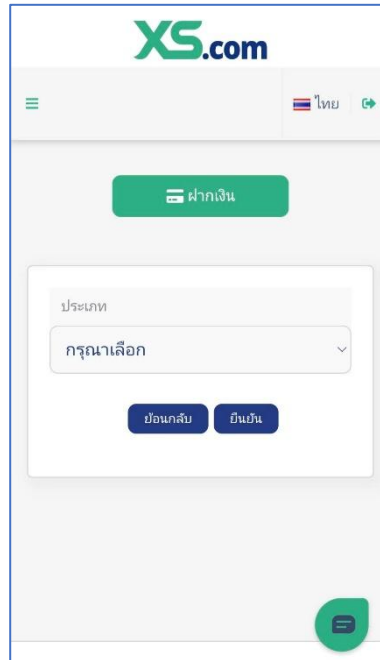 XS.com
ไทย
ฝากเงิน
ประเภท
กรุณาเลือก
ย้อนกลับ ยืนยัน